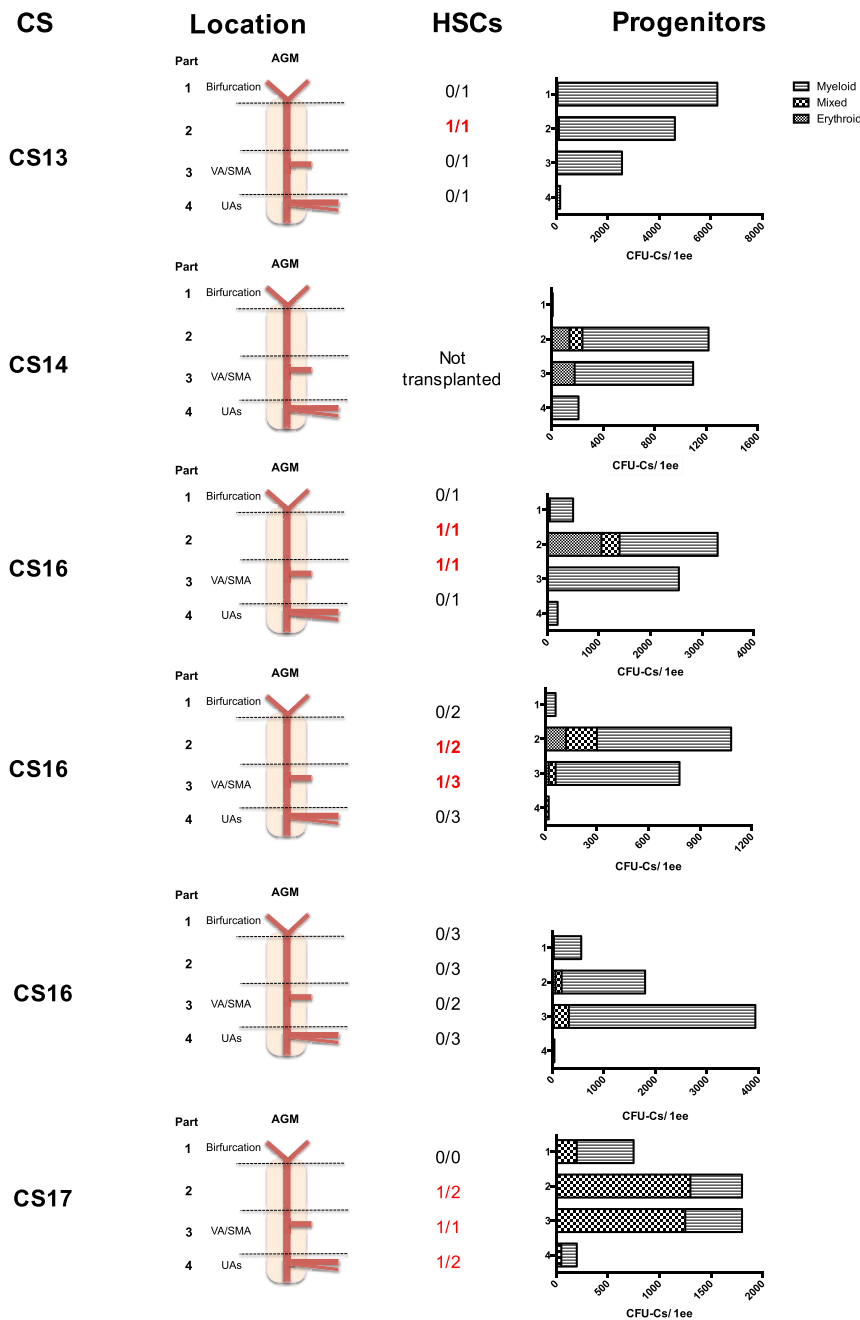 CS Location HSCs Progenitors
CS13
Part AGM
1 Bifurcation
2
3 VA/SMA
4 UAs
0/1
1/1
0/1
0/1
1
2
3
4
0 2000 4000 6000 8000
CFU-Cs/ 1ee
Myeloid
Mixed
Erythroid
CS14
Part AGM
1 Bifurcation
2
3 VA/SMA
4 UAs
Not
transplanted
1
2
3
4
0 400 800 1200 1600
CFU-Cs/ 1ee
CS16
Part AGM
1 Bifurcation
2
3 VA/SMA
4 UAs
0/1
1/1
1/1
0/1
1
2
3
4
0 1000 2000 3000 4000
CFU-Cs/ 1ee
CS16
Part AGM
1 Bifurcation
2
3 VA/SMA
4 UAs
0/2
1/2
1/3
0/3
1
2
3
4
0 300 600 900 1200
CFU-Cs/ 1ee
CS16
Part AGM
1 Bifurcation
2
3 VA/SMA
4 UAs
0/3
0/3
0/2
0/3
1
2
3
4
0 1000 2000 3000 4000
CFU-Cs/ 1ee
CS17
Part AGM
1 Bifurcation
2
3 VA/SMA
4 UAs
0/0
1/2
1/1
1/2
1
2
3
4
0 500 1000 1500 2000
CFU-Cs/ 1ee